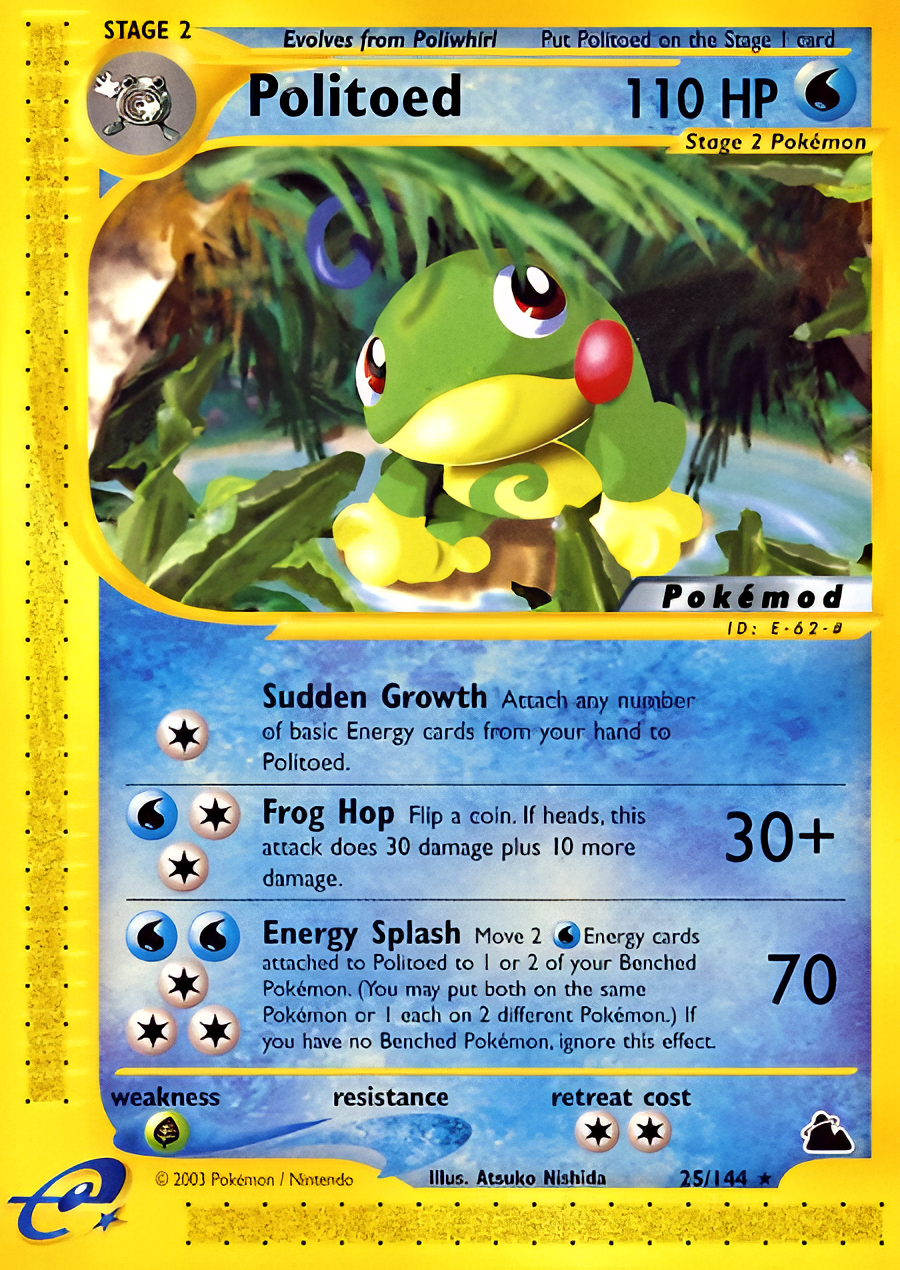 STAGE 2
Evolves from Poliwhirl Put Politoed on the Stage 1 card
Politoed 110 HP
Stage 2 Pokémon
Pokémod
ID: E-62-B
Sudden Growth Attach any number
of basic Energy cards from your hand to
Politoed.
Frog Hop Flip a coin. If heads, this
attack does 30 damage plus 10 more
damage.
30+
Energy Splash Move 2 Energy cards
attached to Politoed to 1 or 2 of your Benched
Pokémon. (You may put both on the same
Pokémon or 1 each on 2 different Pokémon.) If
you have no Benched Pokémon, ignore this effect.
70
weakness resistance retreat cost
© 2003 Pokémon / Nintendo Illus. Atsuko Nishida 25/144 ★
e